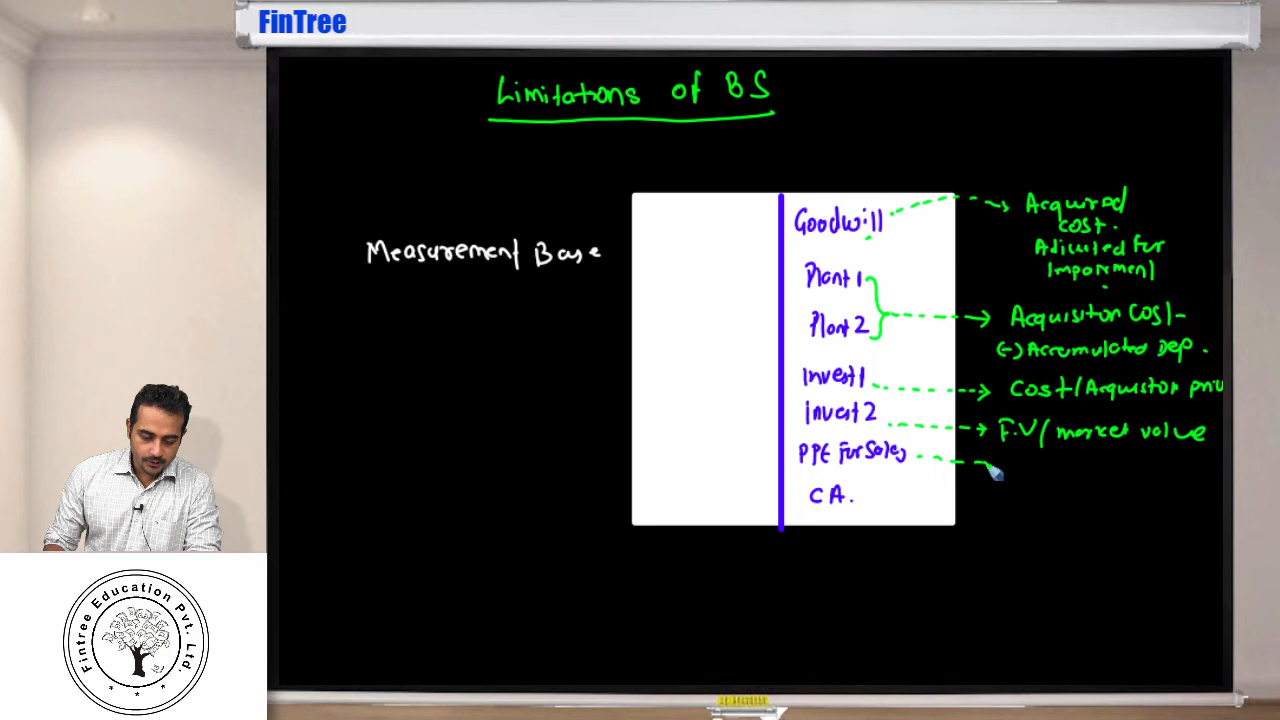 FinTree
Limitations of BS
Measurement Base
Goodwill
Acquired
cost.
Adjusted for
Impairment
Plant 1
Plant 2
Acquisition Cost
(-) Accumulated Dep.
Invest 1
Cost/Acquisition
Invest 2
F.V/market value
PPE For Sales
CA.
Fintree Education Pvt. Ltd.